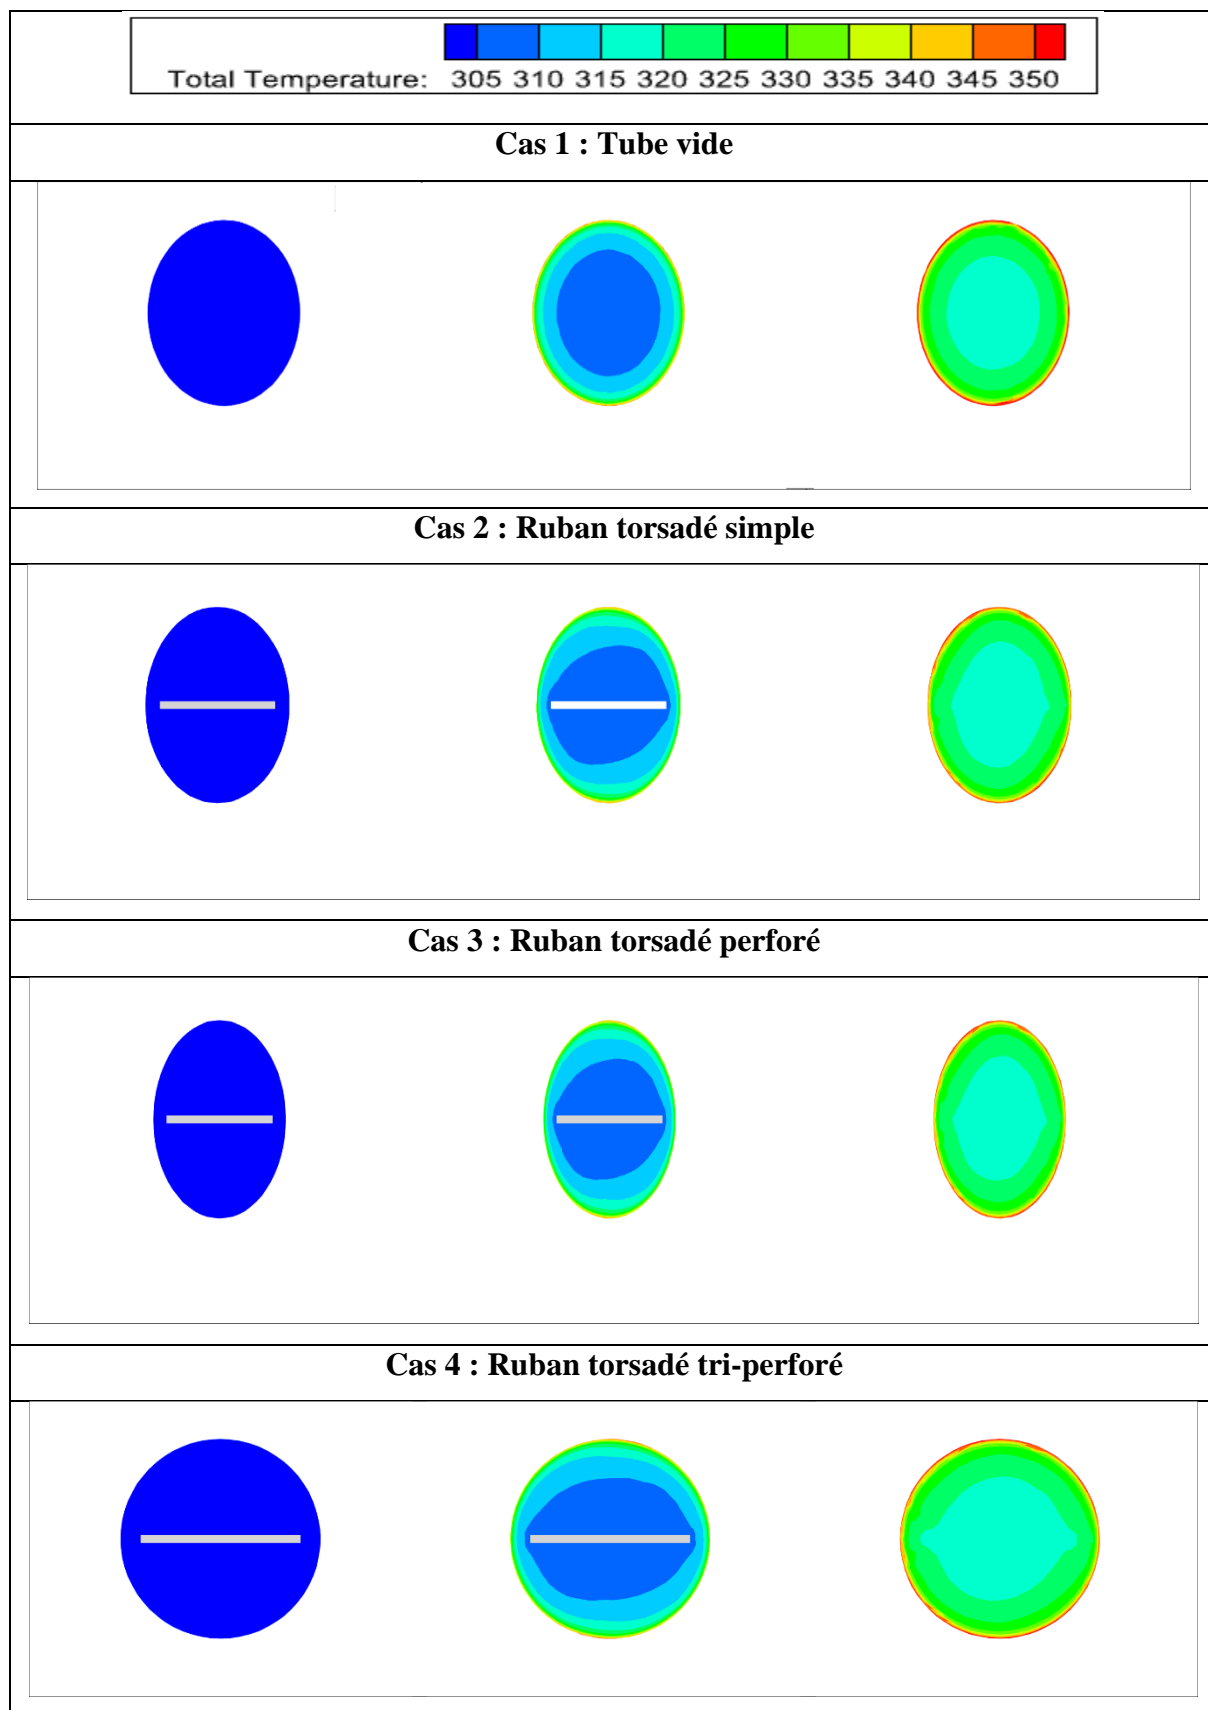 Total Temperature: 305 310 315 320 325 330 335 340 345 350
Cas 1 : Tube vide
Cas 2 : Ruban torsadé simple
Cas 3 : Ruban torsadé perforé
Cas 4 : Ruban torsadé tri-perforé